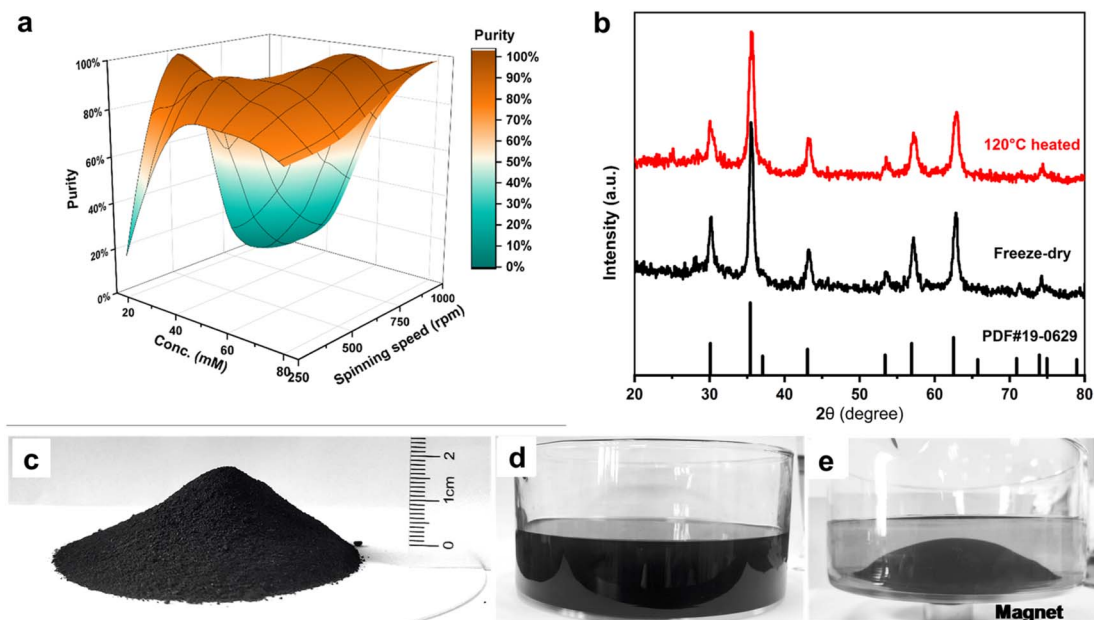 a
Purity
100%
80%
60%
40%
20%
0%
Purity
20
40
60
80
Conc. (mM)
250
500
750
1000
Spinning speed (rpm)
100%
90%
80%
70%
60%
50%
40%
30%
20%
10%
0%
b
120°C heated
Freeze-dry
PDF#19-0629
Intensity (a.u.)
20 30 40 50 60 70 80
2θ (degree)
c
2
1cm
0
d
e
Magnet